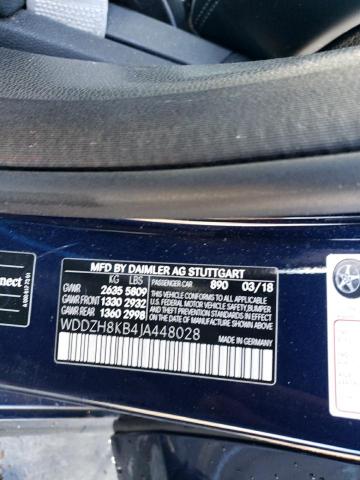 MFD BY DAIMLER AG STUTTGART
KG LBS PASSENGER CAR 890 03/18
GVWR 2635 5809
GAWR FRONT 1330 2932
GAWR REAR 1360 2998
THIS VEHICLE CONFORMS TO ALL APPLICABLE
U.S. FEDERAL MOTOR VEHICLE SAFETY, BUMPER
AND THEFT PREVENTION STANDARDS IN EFFECT
ON THE DATE OF MANUFACTURE SHOWN ABOVE.
WDDZH8KB4JA448028
MADE IN GERMANY
nnect